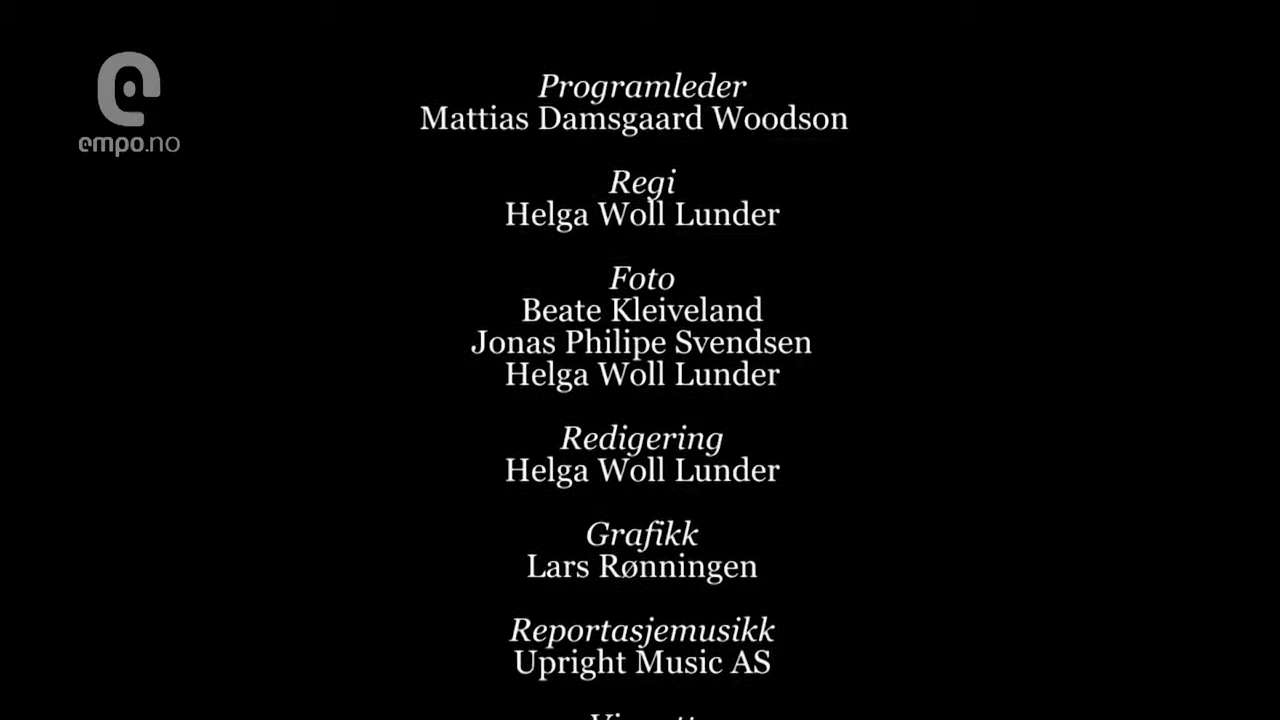 empo.no
Programleder
Mattias Damsgaard Woodson
Regi
Helga Woll Lunder
Foto
Beate Kleiveland
Jonas Philipe Svendsen
Helga Woll Lunder
Redigering
Helga Woll Lunder
Grafikk
Lars Rønningen
Reportasjemusikk
Upright Music AS